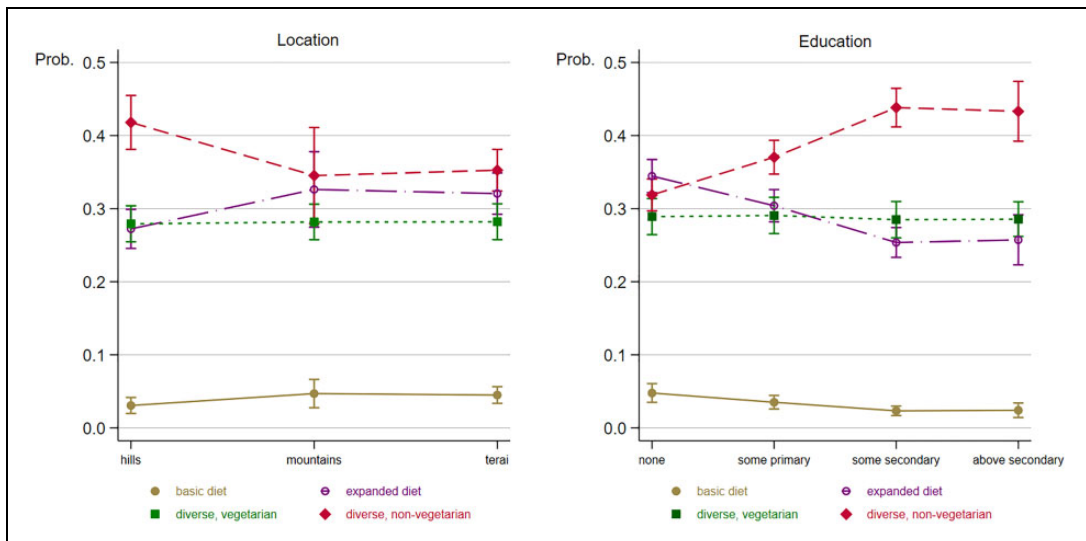 Location
Prob.
0.5
0.4
0.3
0.2
0.1
0.0
hills mountains terai
basic diet expanded diet
diverse, vegetarian diverse, non-vegetarian
Education
Prob.
0.5
0.4
0.3
0.2
0.1
0.0
none some primary some secondary above secondary
basic diet expanded diet
diverse, vegetarian diverse, non-vegetarian